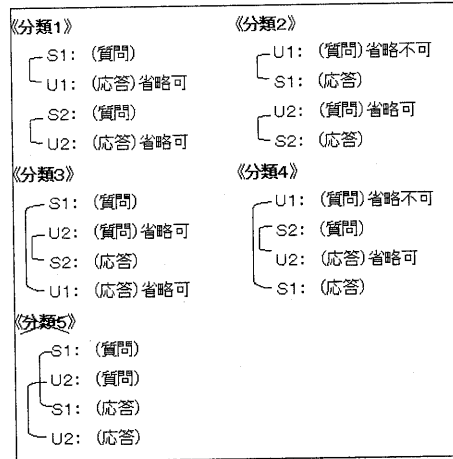 《分類1》
S1: (質問)
U1: (応答)省略可
S2: (質問)
U2: (応答)省略可
《分類2》
U1: (質問)省略不可
S1: (応答)
U2: (質問)省略不可
S2: (応答)
《分類3》
S1: (質問)
U2: (質問)省略可
S2: (応答)
U1: (応答)省略可
《分類4》
U1: (質問)省略不可
S2: (質問)
U2: (応答)省略可
S1: (応答)
《分類5》
S1: (質問)
U2: (質問)
S1: (応答)
U2: (応答)